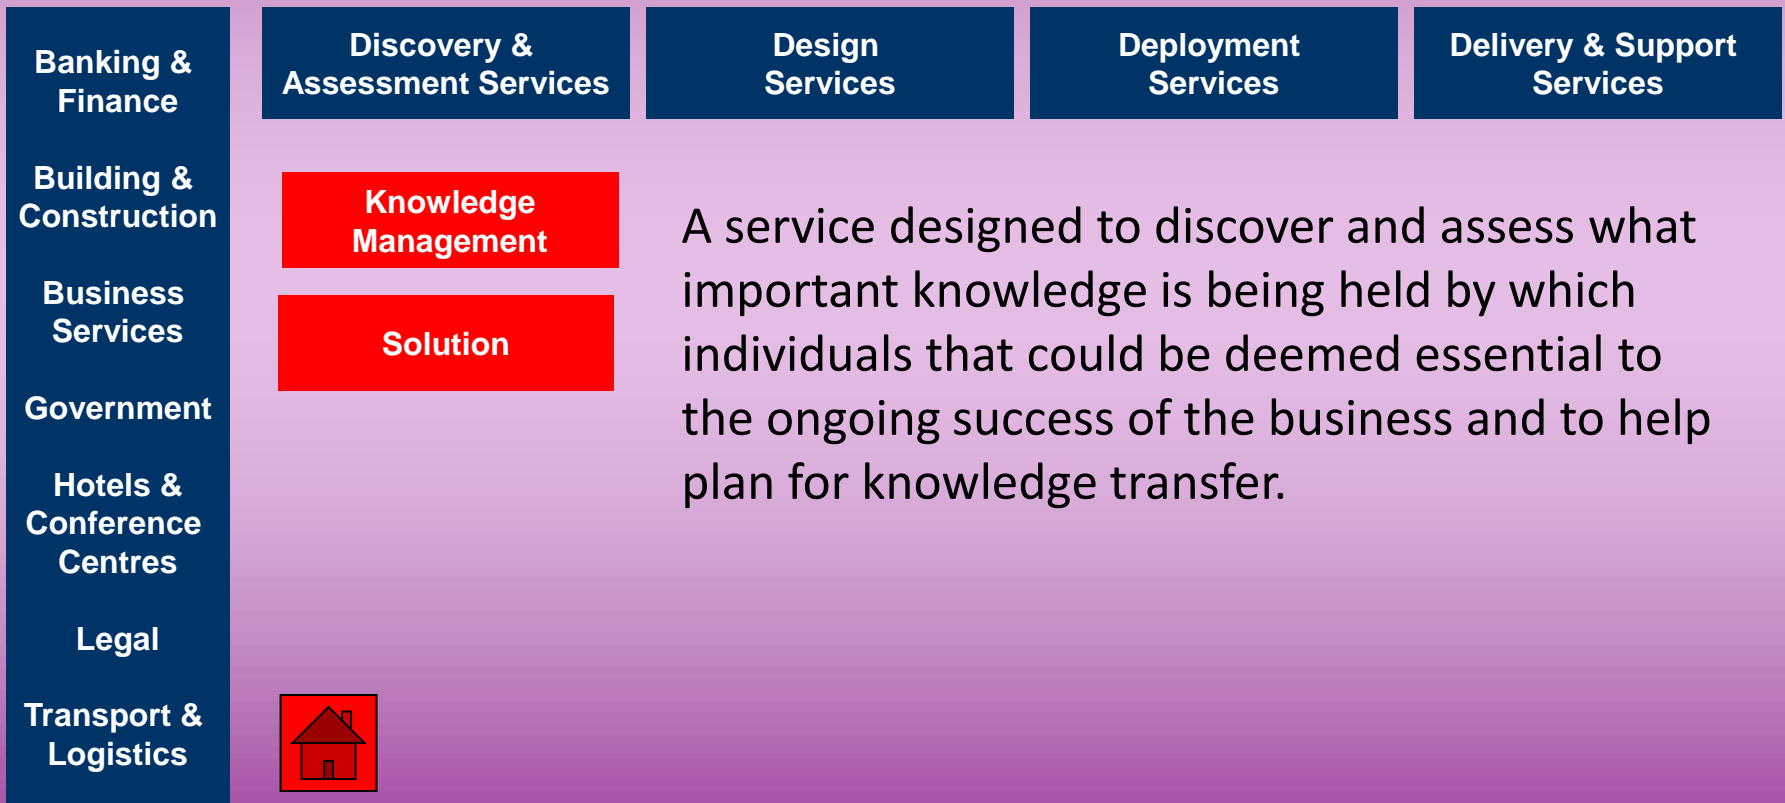 Banking &
Finance
Building &
Construction
Business
Services
Government
Hotels &
Conference
Centres
Legal
Transport &
Logistics
Discovery &
Assessment Services
Design
Services
Deployment
Services
Delivery & Support
Services
Knowledge
Management
Solution
A service designed to discover and assess what
important knowledge is being held by which
individuals that could be deemed essential to
the ongoing success of the business and to help
plan for knowledge transfer.